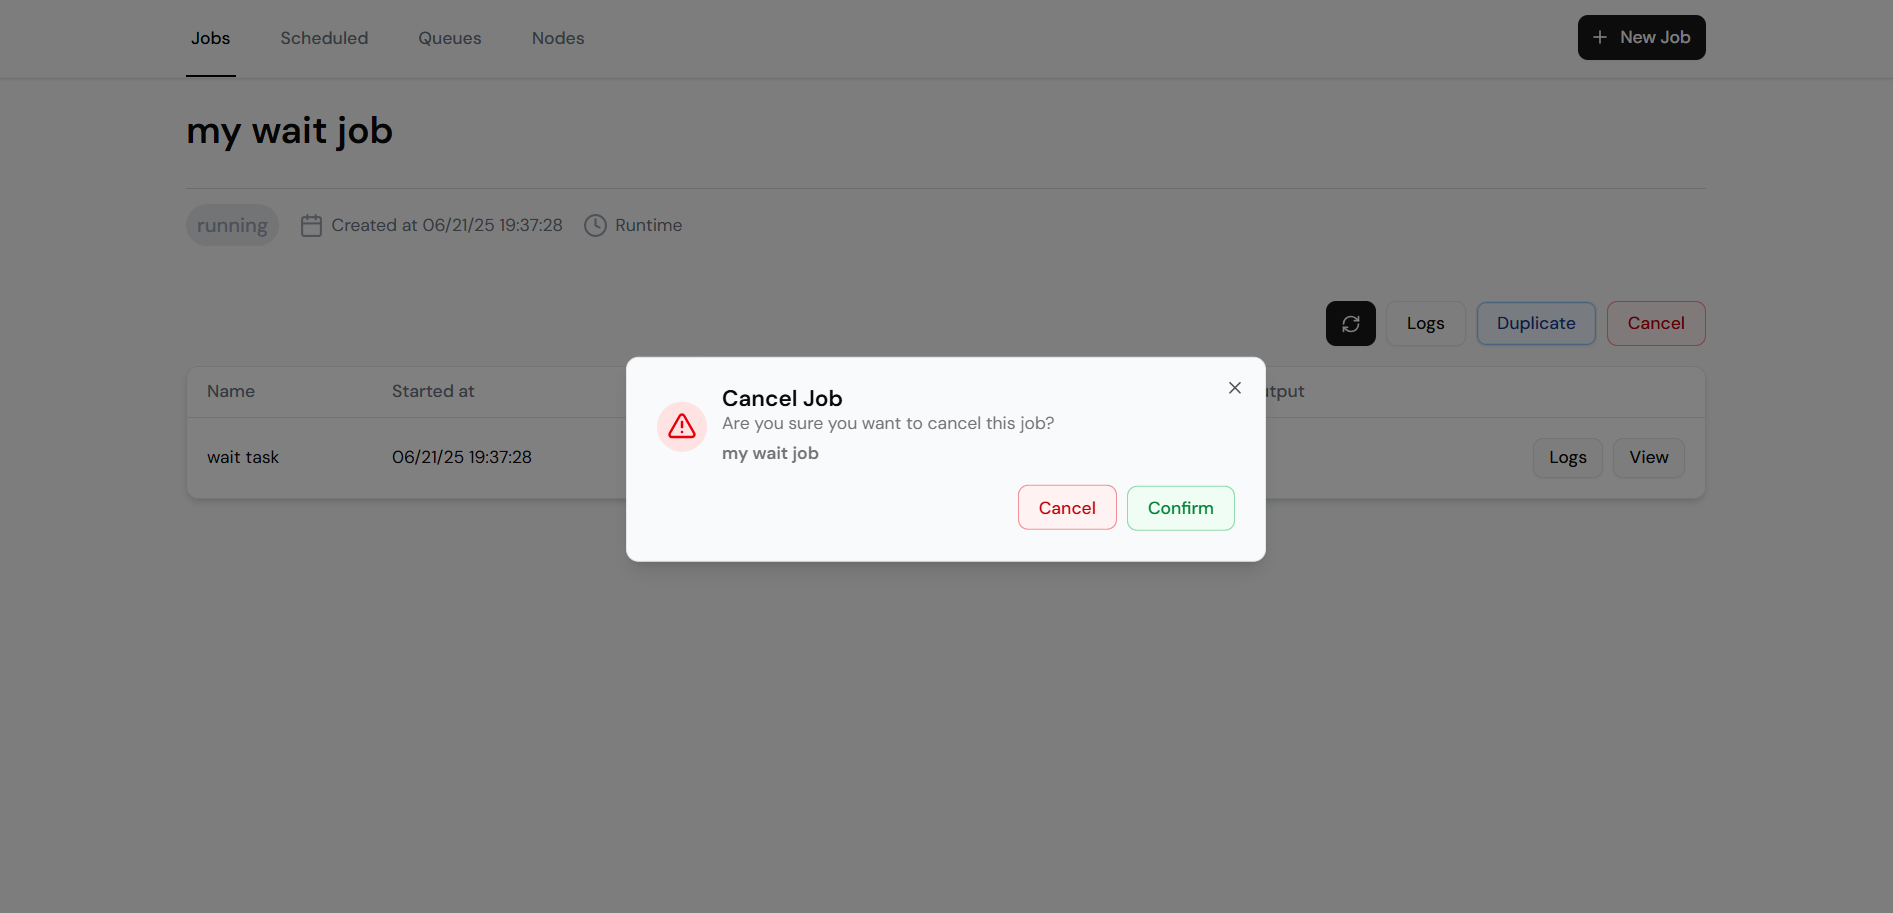 Jobs Scheduled Queues Nodes + New Job
my wait job
running Created at 06/21/25 19:37:28 Runtime
Logs Duplicate Cancel
Name Started at
wait task 06/21/25 19:37:28 Logs View
Cancel Job
Are you sure you want to cancel this job?
my wait job
Cancel Confirm